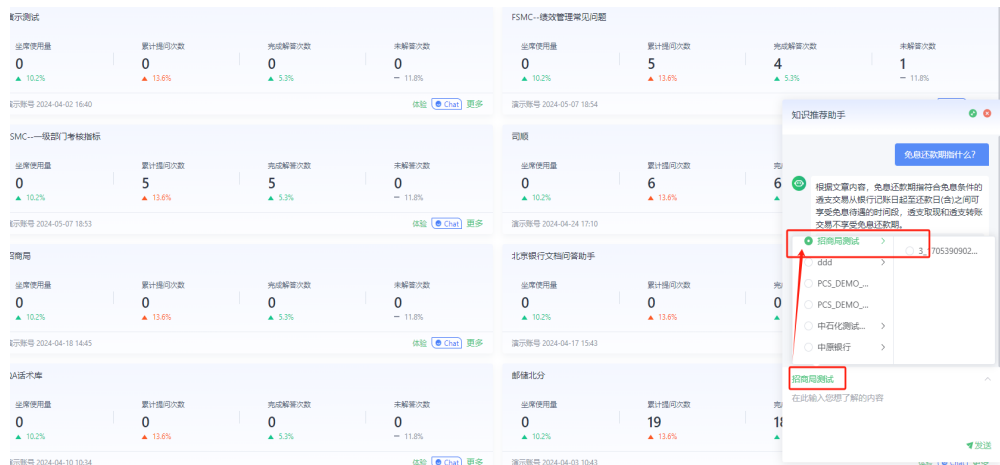 演示测试
坐席使用量 累计提问次数 完成解答次数 未解答次数
0 0 0 0
10.2% 13.6% 5.3% 11.8%
演示账号 2024-04-02 16:40 体验 Chat 更多
FSMC--绩效管理常见问题
坐席使用量 累计提问次数 完成解答次数 未解答次数
0 5 4 1
10.2% 13.6% 5.3% 11.8%
演示账号 2024-05-07 18:54
SMC--一级部门考核指标
坐席使用量 累计提问次数 完成解答次数 未解答次数
0 5 5 0
10.2% 13.6% 5.3% 11.8%
演示账号 2024-05-07 18:53 体验 Chat 更多
司顺
坐席使用量 累计提问次数
0 6 6
10.2% 13.6%
演示账号 2024-04-24 17:10
招商局
坐席使用量 累计提问次数 完成解答次数 未解答次数
0 0 0 0
10.2% 13.6% 5.3% 11.8%
演示账号 2024-04-18 14:45 体验 Chat 更多
北京银行文档问答助手
坐席使用量 累计提问次数
0 0 0
10.2% 13.6%
演示账号 2024-04-17 15:43
QA话术库
坐席使用量 累计提问次数 完成解答次数 未解答次数
0 0 0 0
10.2% 13.6% 5.3% 11.8%
演示账号 2024-04-10 10:34 体验 Chat 更多
邮储北分
坐席使用量 累计提问次数
0 19
10.2% 13.6%
演示账号 2024-04-03 10:43
知识推荐助手
免息还款期指什么?
根据文章内容，免息还款期指符合免息条件的
透支交易从银行记账日起至还款日(含)之间可
享受免息待遇的时间段，透支取现和透支转账
交易不享受免息还款期。
招商局测试 3_1705390902...
ddd
PCS_DEMO_...
PCS_DEMO_...
中石化测试...
中原银行
招商局测试
在此输入您想了解的内容
发送